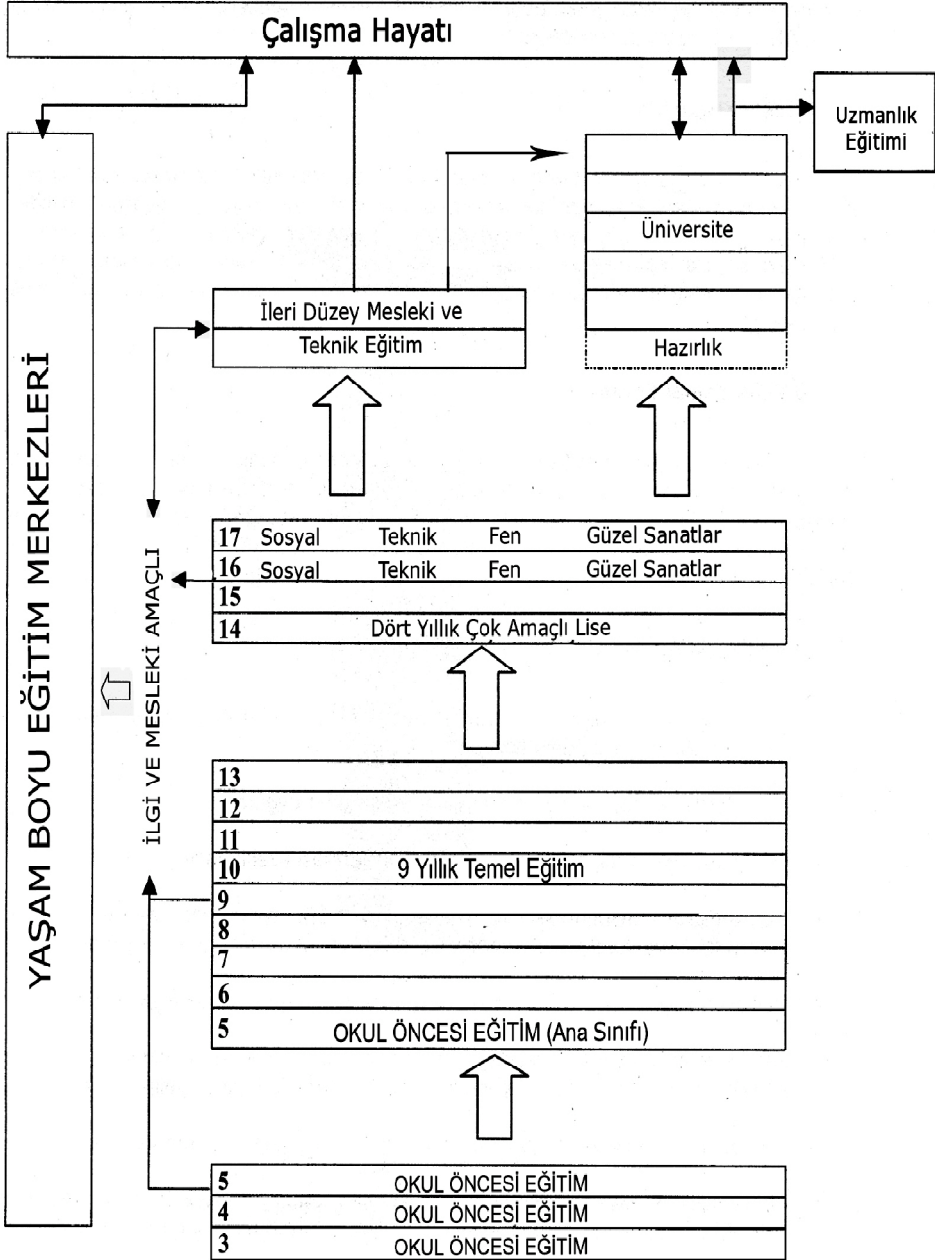 Çalışma Hayatı
Uzmanlık
Eğitimi
Üniversite
Hazırlık
İleri Düzey Mesleki ve
Teknik Eğitim
YAŞAM BOYU EĞİTİM MERKEZLERİ
İLGİ VE MESLEKİ AMAÇLI
17 Sosyal Teknik Fen Güzel Sanatlar
16 Sosyal Teknik Fen Güzel Sanatlar
15
14 Dört Yıllık Çok Amaçlı Lise
13
12
11
10 9 Yıllık Temel Eğitim
9
8
7
6
5 OKUL ÖNCESİ EĞİTİM (Ana Sınıfı)
5 OKUL ÖNCESİ EĞİTİM
4 OKUL ÖNCESİ EĞİTİM
3 OKUL ÖNCESİ EĞİTİM